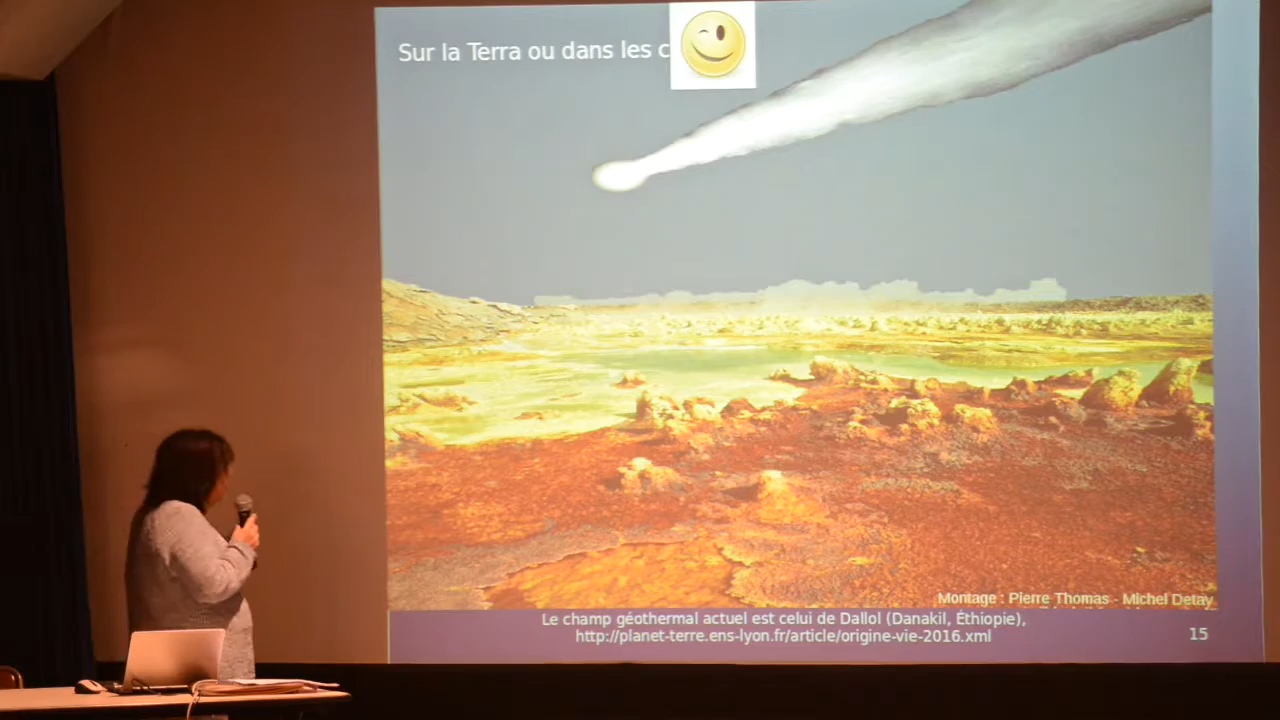 Sur la Terra ou dans les c
Montage : Pierre Thomas - Michel Detay
Le champ géothermal actuel est celui de Dallol (Danakil, Éthiopie),
http://planet-terre.ens-lyon.fr/article/origine-vie-2016.xml
15